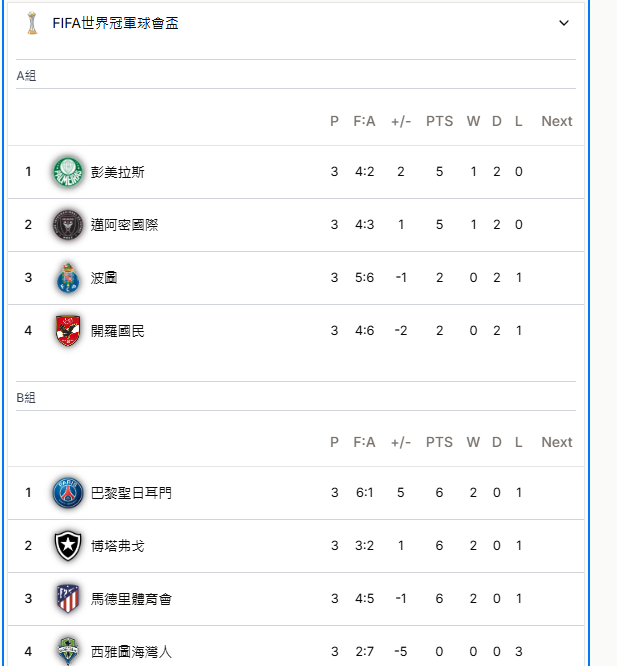 FIFA世界冠軍球會盃
A組
P F:A +/- PTS W D L Next
1 彭美拉斯 3 4:2 2 5 1 2 0
2 邁阿密國際 3 4:3 1 5 1 2 0
3 波圖 3 5:6 -1 2 0 2 1
4 開羅國民 3 4:6 -2 2 0 2 1
B組
P F:A +/- PTS W D L Next
1 巴黎聖日耳門 3 6:1 5 6 2 0 1
2 博塔弗戈 3 3:2 1 6 2 0 1
3 馬德里體育會 3 4:5 -1 6 2 0 1
4 西雅圖海灣人 3 2:7 -5 0 0 0 3